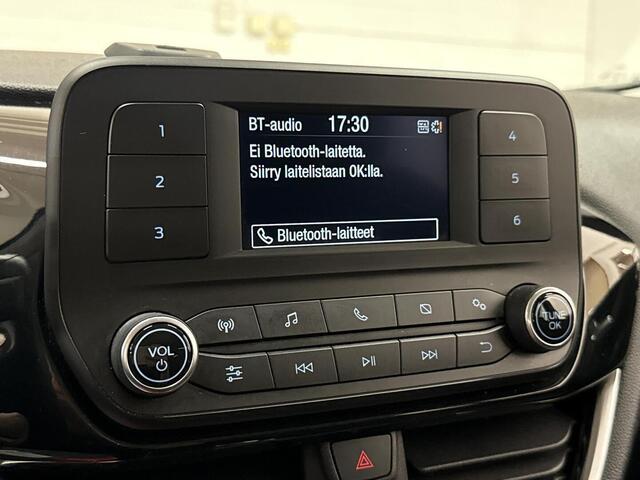 BT-audio 17:30
Ei Bluetooth-laitetta.
Siirry laitelistaan OK:lla.
Bluetooth-laitteet
1
2
3
4
5
6
VOL
TUNE
OK